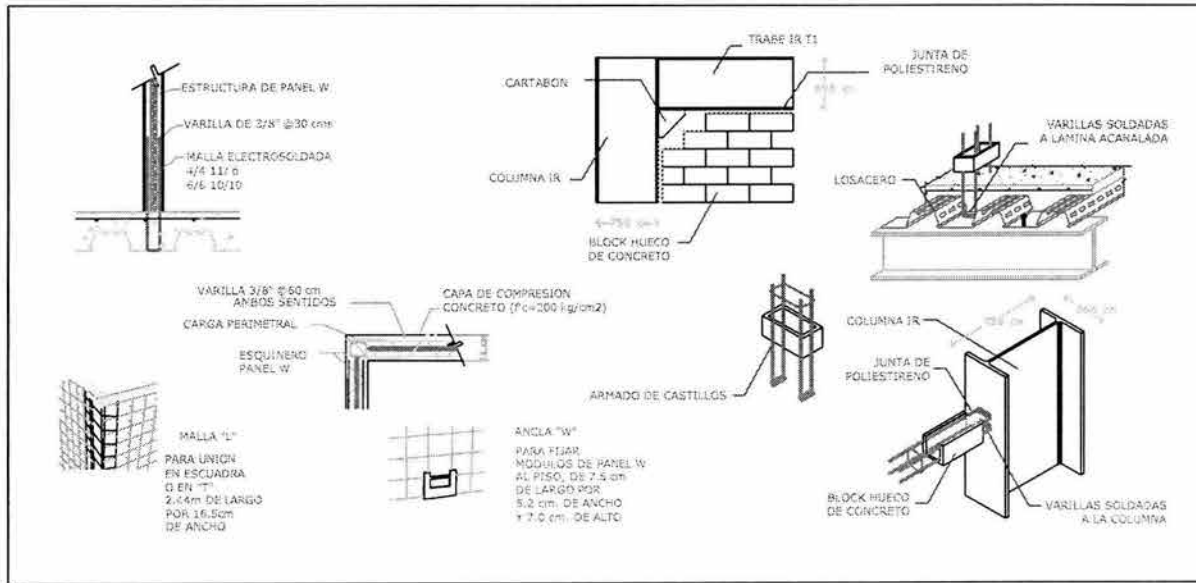 ESTRUCTURA DE PANEL W
VARILLA DE 3/8" @30 cms
MALLA ELECTROSOLDADA
6/6 10/10
TRABE IR T1
CARTABON
JUNTA DE
POLIESTIRENO
COLUMNA IR
BLOCK HUECO
DE CONCRETO
VARILLAS SOLDADAS
A LAMINA ACANALADA
LOSACERO
VARILLA 3/8" @ 60 cm
AMBOS SENTIDOS
CAPA DE COMPRESION
CONCRETO (f'c=200 kg/cm2)
CARGA PERIMETRAL
ESQUINERO
PANEL W
MALLA "L"
PARA UNION
EN ESCUADRA
O EN "T"
2.44m DE LARGO
POR 16.5cm
DE ANCHO
ANCLA "W"
PARA FIJAR
MODULOS DE PANEL W
AL PISO, DE 7.5 cm
DE LARGO POR
5.2 cm. DE ANCHO
Y 7.0 cm. DE ALTO
ARMADO DE CASTILLOS
COLUMNA IR
JUNTA DE
POLIESTIRENO
BLOCK HUECO
DE CONCRETO
VARILLAS SOLDADAS
A LA COLUMNA